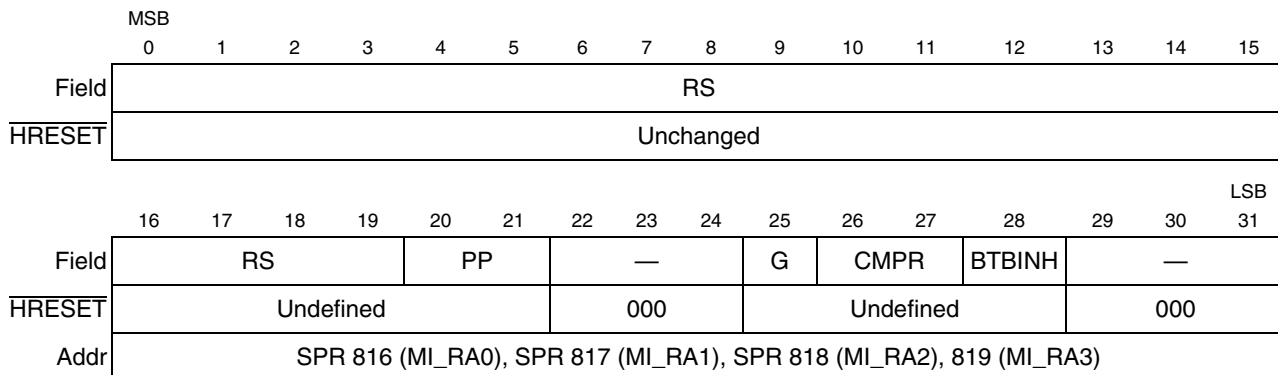 MSB
0 1 2 3 4 5 6 7 8 9 10 11 12 13 14 15
Field RS
HRESET Unchanged
LSB
16 17 18 19 20 21 22 23 24 25 26 27 28 29 30 31
Field RS PP — G CMPR BTBINH —
HRESET Undefined 000 Undefined 000
Addr SPR 816 (MI_RA0), SPR 817 (MI_RA1), SPR 818 (MI_RA2), 819 (MI_RA3)